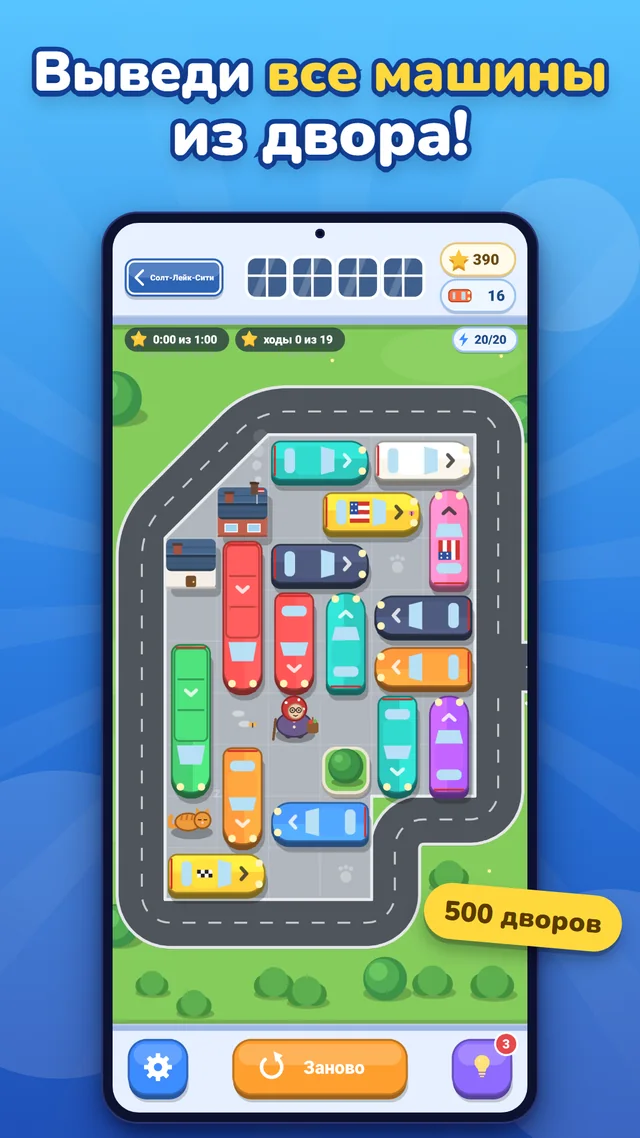 Выведи все машины
из двора!
Солт-Лейк-Сити
390
16
0:00 из 1:00
ходы 0 из 19
20/20
500 дворов
3
Заново